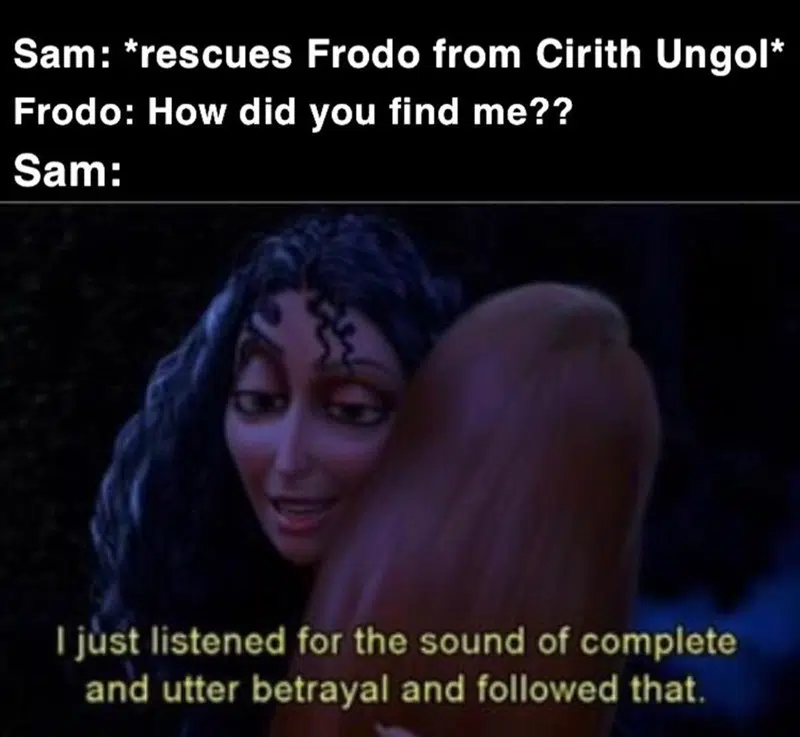 Sam: *rescues Frodo from Cirith Ungol*
Frodo: How did you find me??
Sam:
I just listened for the sound of complete
and utter betrayal and followed that.